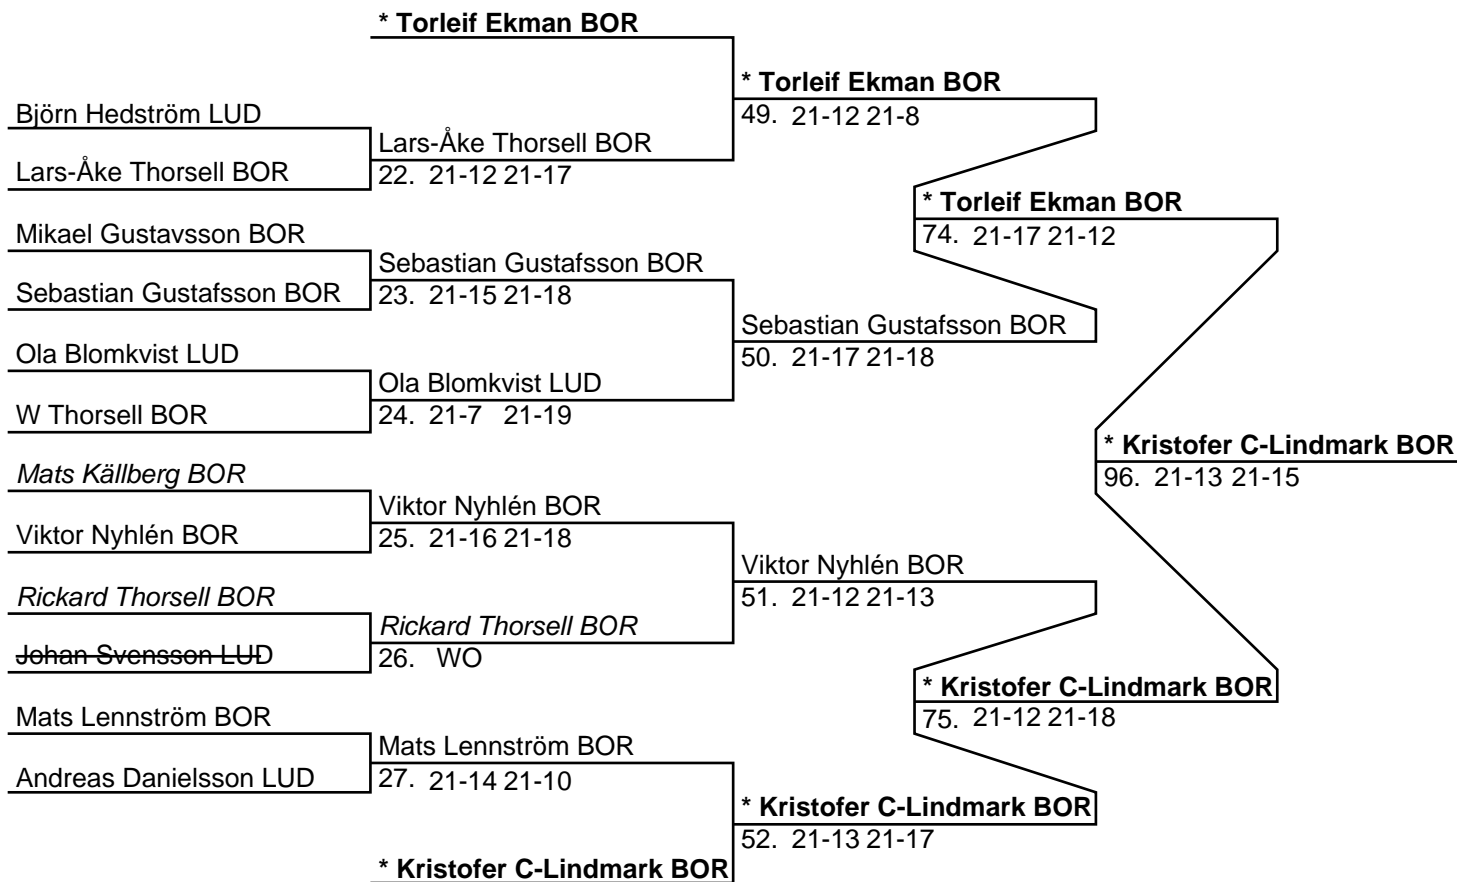 * Torleif Ekman BOR
* Torleif Ekman BOR
Björn Hedström LUD
49. 21-12 21-8
Lars-Åke Thorsell BOR
Lars-Åke Thorsell BOR
22. 21-12 21-17
* Torleif Ekman BOR
Mikael Gustavsson BOR
74. 21-17 21-12
Sebastian Gustafsson BOR
Sebastian Gustafsson BOR
23. 21-15 21-18
Sebastian Gustafsson BOR
Ola Blomkvist LUD
50. 21-17 21-18
Ola Blomkvist LUD
W Thorsell BOR
24. 21-7 21-19
* Kristofer C-Lindmark BOR
Mats Källberg BOR
96. 21-13 21-15
Viktor Nyhlén BOR
Viktor Nyhlén BOR
25. 21-16 21-18
Viktor Nyhlén BOR
Rickard Thorsell BOR
51. 21-12 21-13
Rickard Thorsell BOR
Johan Svensson LUD
26. WO
* Kristofer C-Lindmark BOR
Mats Lennström BOR
75. 21-12 21-18
Mats Lennström BOR
Andreas Danielsson LUD
27. 21-14 21-10
* Kristofer C-Lindmark BOR
52. 21-13 21-17
* Kristofer C-Lindmark BOR